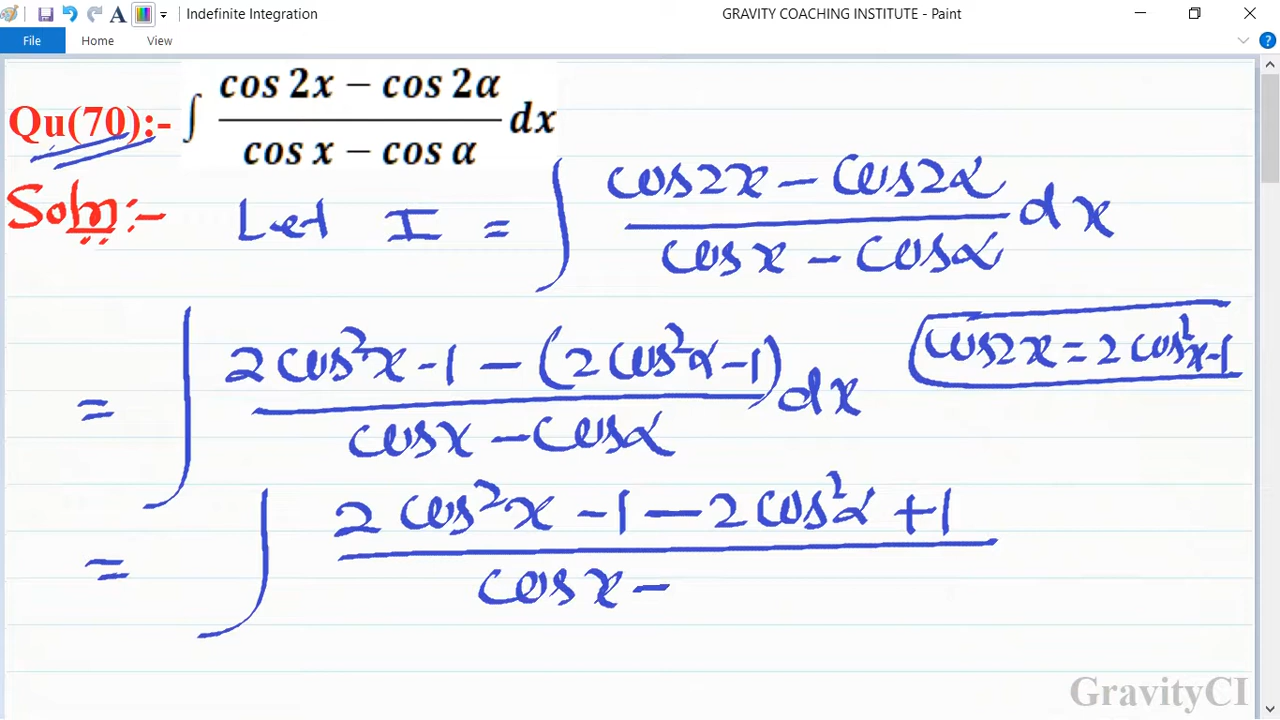 Indefinite Integration
GRAVITY COACHING INSTITUTE - Paint
File Home View
Qu(70):- ∫ (cos 2x − cos 2α)/(cos x − cos α) dx
Soln:- Let I = ∫ (cos2x − cos2α)/(cosx − cosα) dx
= ∫ (2cos²x -1 − (2cos²α -1))/(cosx − cosα) dx cos2x = 2cos²x-1
= ∫ (2cos²x -1 − 2cos²α +1)/(cosx −
GravityCI